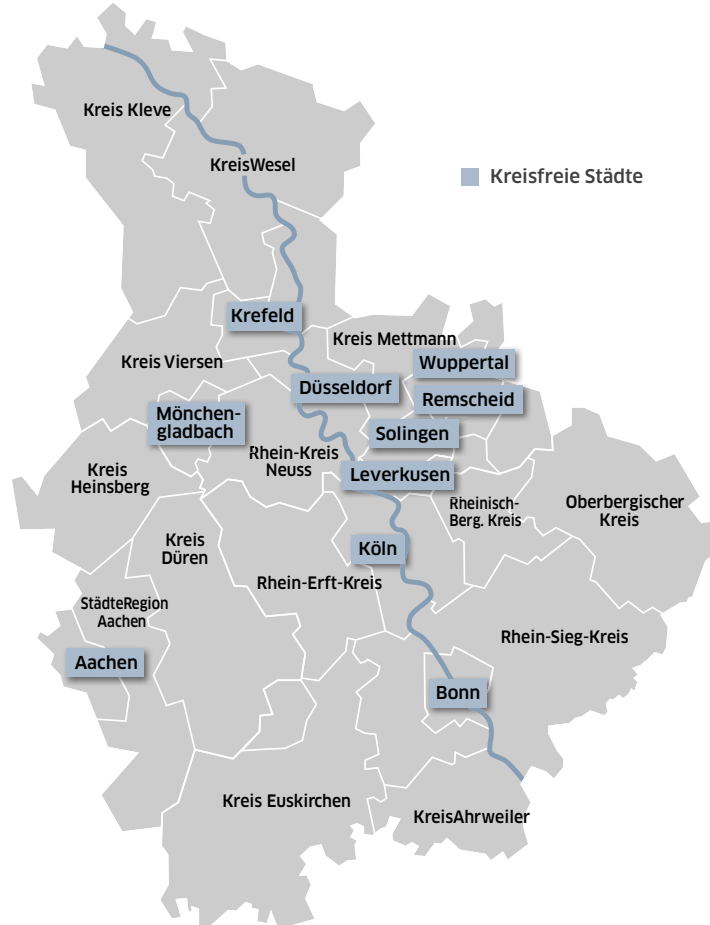 Kreis Kleve
KreisWesel
Kreisfreie Städte
Krefeld
Kreis Mettmann
Kreis Viersen
Wuppertal
Düsseldorf
Remscheid
Mönchen-
gladbach
Solingen
Rhein-Kreis
Neuss
Kreis
Heinsberg
Leverkusen
Rheinisch-
Berg. Kreis
Oberbergischer
Kreis
Kreis
Düren
Köln
Rhein-Erft-Kreis
StädteRegion
Aachen
Rhein-Sieg-Kreis
Aachen
Bonn
Kreis Euskirchen
KreisAhrweiler